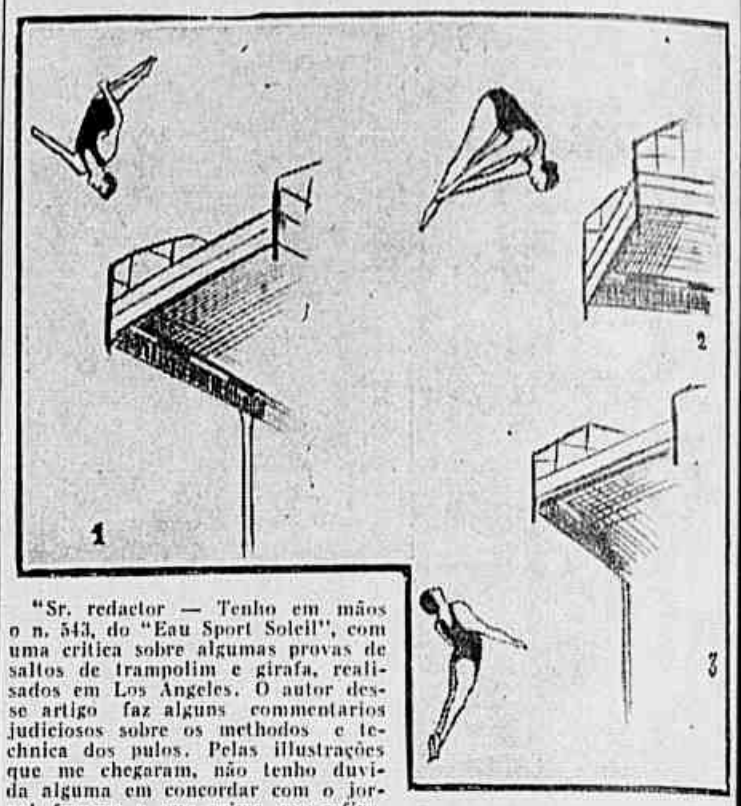 1
2
3
"Sr. redactor — Tenho em mãos
o n. 543, do "Eau Sport Soleil", com
uma critica sobre algumas provas de
saltos de trampolim e girafa, reali-
sados em Los Angeles. O autor des-
se artigo faz alguns commentarios
judiciosos sobre os methodos e te-
chnica dos pulos. Pelas illustrações
que me chegaram, não tenho duvi-
da alguma em concordar com o jor-